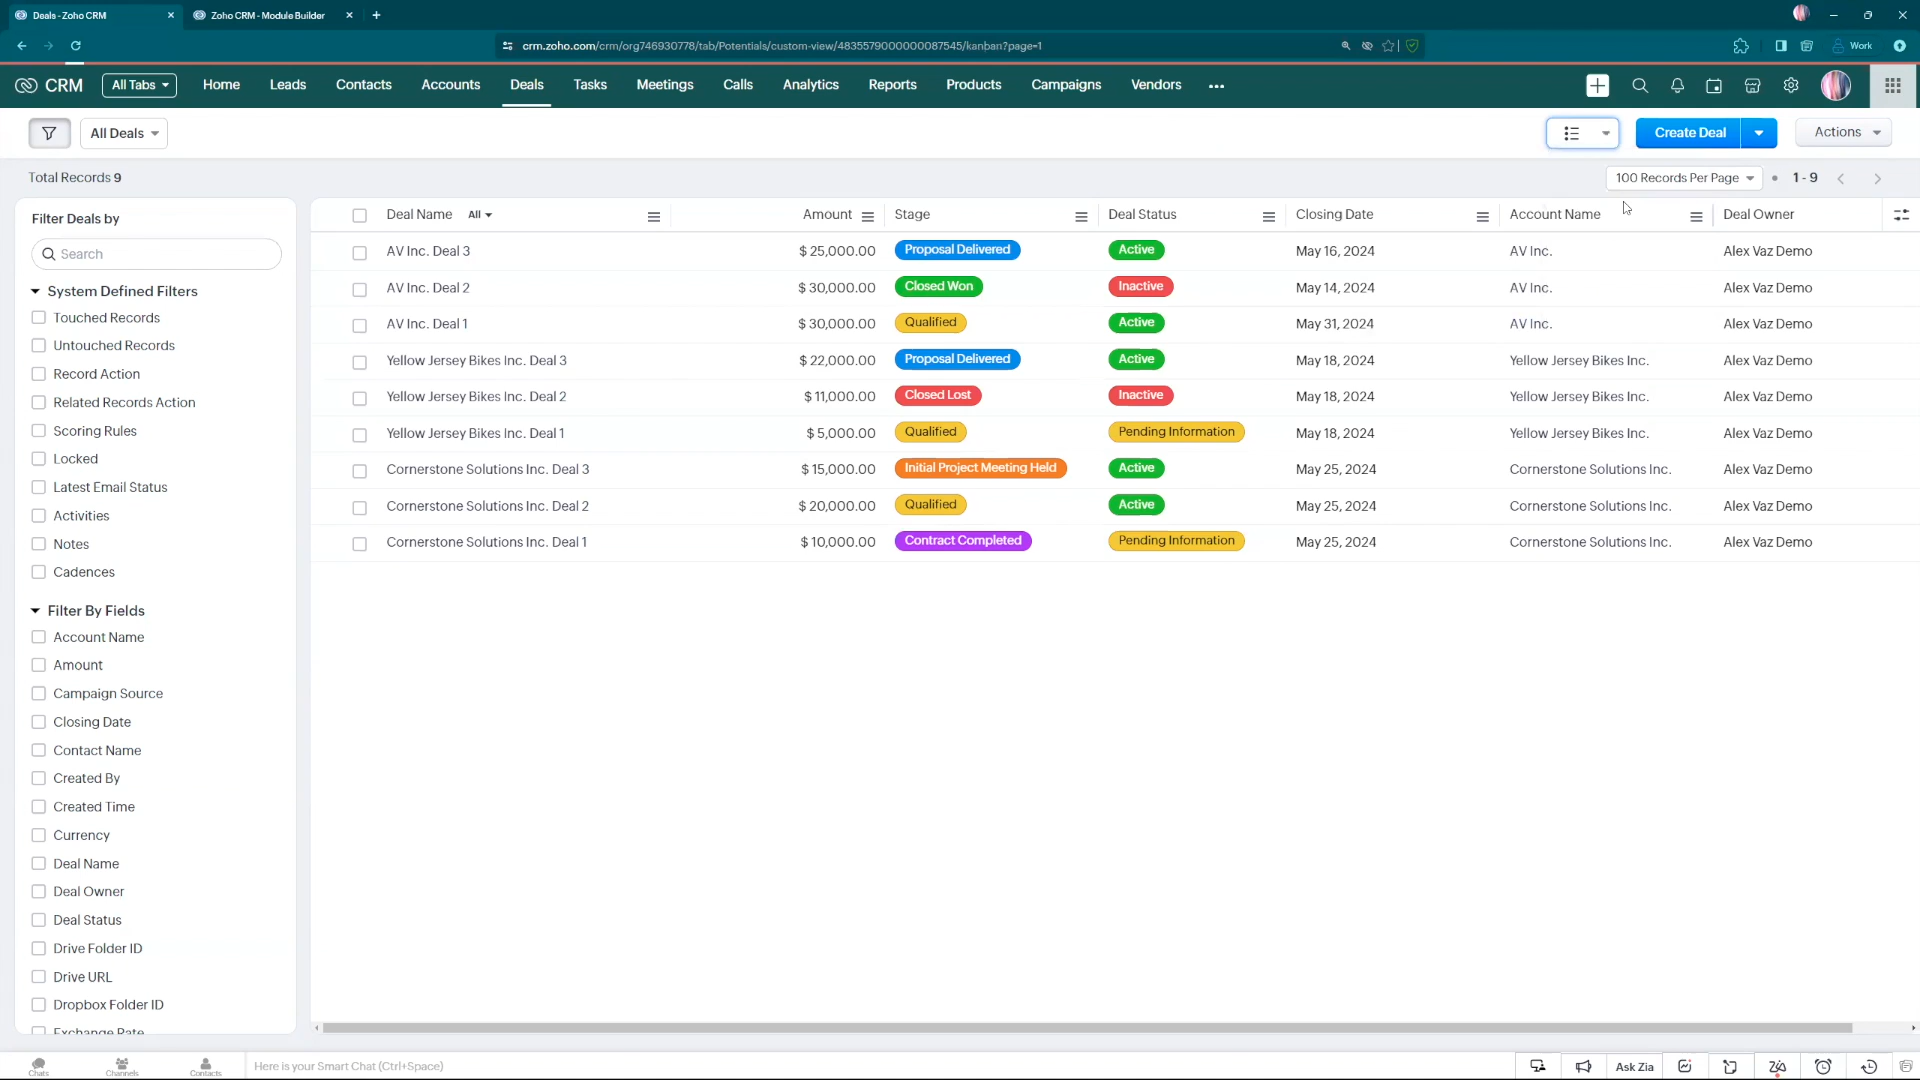 Deals - Zoho CRM
Zoho CRM - Module Builder
crm.zoho.com/crm/org746930778/tab/Potentials/custom-view/4835579000000087545/kanban?page=1
Work
CRM
All Tabs
Home
Leads
Contacts
Accounts
Deals
Tasks
Meetings
Calls
Analytics
Reports
Products
Campaigns
Vendors
All Deals
Create Deal
Actions
Total Records 9
100 Records Per Page
1 - 9
Filter Deals by
Search
System Defined Filters
Touched Records
Untouched Records
Record Action
Related Records Action
Scoring Rules
Locked
Latest Email Status
Activities
Notes
Cadences
Filter By Fields
Account Name
Amount
Campaign Source
Closing Date
Contact Name
Created By
Created Time
Currency
Deal Name
Deal Owner
Deal Status
Drive Folder ID
Drive URL
Dropbox Folder ID
Exchange Rate
Deal Name All Amount Stage Deal Status Closing Date Account Name Deal Owner
AV Inc. Deal 3 $ 25,000.00 Proposal Delivered Active May 16, 2024 AV Inc. Alex Vaz Demo
AV Inc. Deal 2 $ 30,000.00 Closed Won Inactive May 14, 2024 AV Inc. Alex Vaz Demo
AV Inc. Deal 1 $ 30,000.00 Qualified Active May 31, 2024 AV Inc. Alex Vaz Demo
Yellow Jersey Bikes Inc. Deal 3 $ 22,000.00 Proposal Delivered Active May 18, 2024 Yellow Jersey Bikes Inc. Alex Vaz Demo
Yellow Jersey Bikes Inc. Deal 2 $ 11,000.00 Closed Lost Inactive May 18, 2024 Yellow Jersey Bikes Inc. Alex Vaz Demo
Yellow Jersey Bikes Inc. Deal 1 $ 5,000.00 Qualified Pending Information May 18, 2024 Yellow Jersey Bikes Inc. Alex Vaz Demo
Cornerstone Solutions Inc. Deal 3 $ 15,000.00 Initial Project Meeting Held Active May 25, 2024 Cornerstone Solutions Inc. Alex Vaz Demo
Cornerstone Solutions Inc. Deal 2 $ 20,000.00 Qualified Active May 25, 2024 Cornerstone Solutions Inc. Alex Vaz Demo
Cornerstone Solutions Inc. Deal 1 $ 10,000.00 Contract Completed Pending Information May 25, 2024 Cornerstone Solutions Inc. Alex Vaz Demo
Chats
Channels
Contacts
Here is your Smart Chat (Ctrl+Space)
Ask Zia